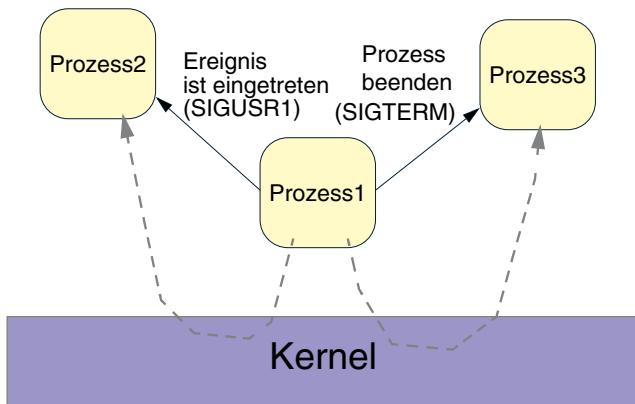 Prozess2
Ereignis
ist eingetreten
(SIGUSR1)
Prozess
beenden
(SIGTERM)
Prozess3
Prozess1
Kernel